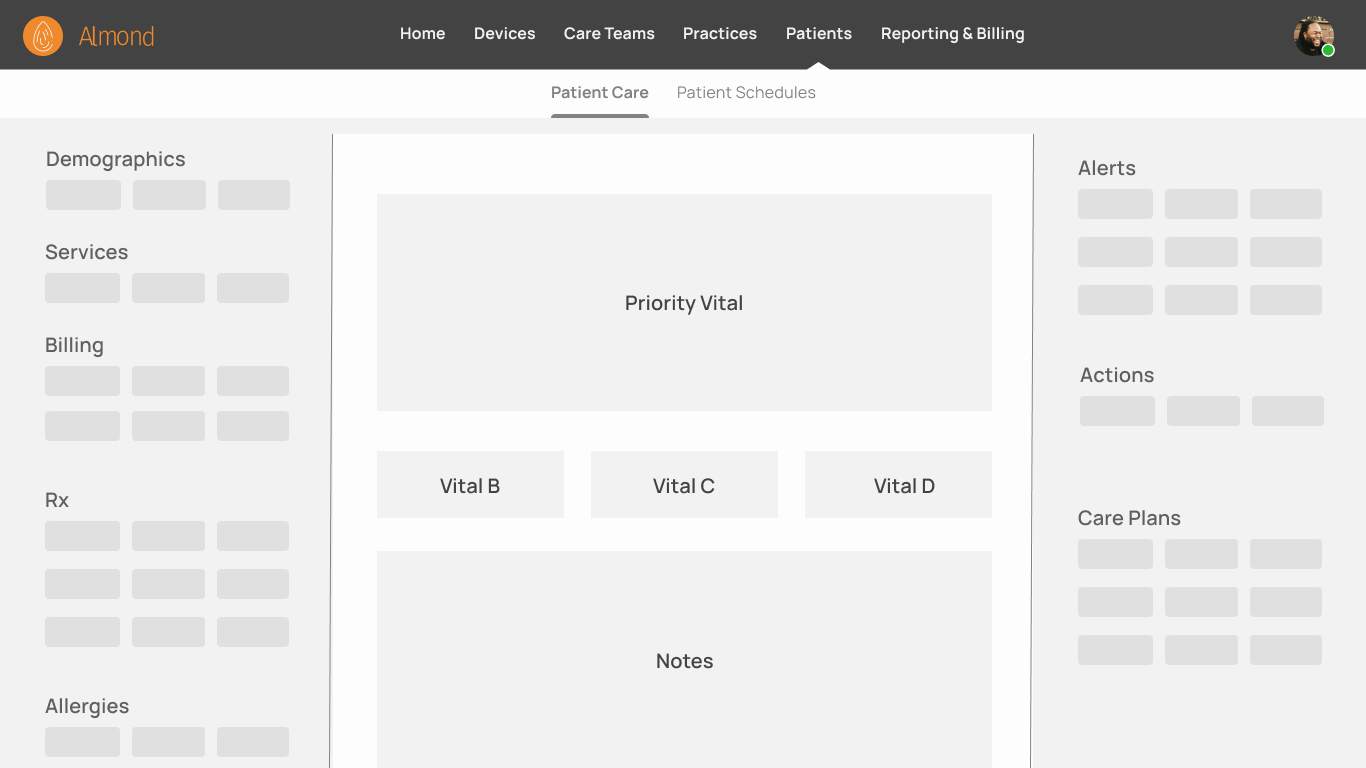 Almond
Home Devices Care Teams Practices Patients Reporting & Billing
Patient Care Patient Schedules
Demographics
Services
Billing
Rx
Allergies
Priority Vital
Vital B Vital C Vital D
Notes
Alerts
Actions
Care Plans